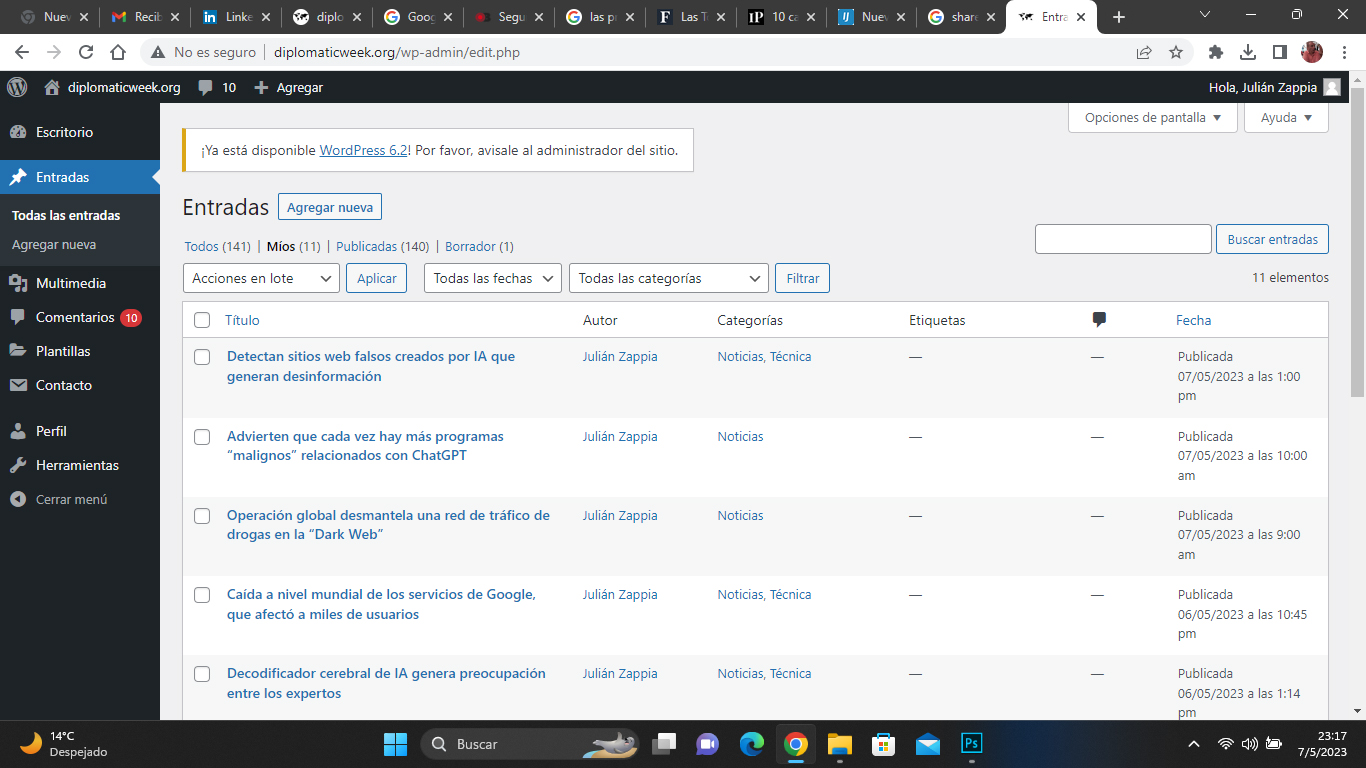 Nuev
Recib
Linke
diplo
Goog
Segu
las pr
Las T
10 ca
Nuev
share
Entra
No es seguro
diplomaticweek.org/wp-admin/edit.php
diplomaticweek.org
10
Agregar
Hola, Julián Zappia
Opciones de pantalla
Ayuda
Escritorio
Entradas
Todas las entradas
Agregar nueva
Multimedia
Comentarios 10
Plantillas
Contacto
Perfil
Herramientas
Cerrar menú
¡Ya está disponible WordPress 6.2! Por favor, avisale al administrador del sitio.
Entradas
Agregar nueva
Todos (141) | Míos (11) | Publicadas (140) | Borrador (1)
Buscar entradas
Acciones en lote
Aplicar
Todas las fechas
Todas las categorías
Filtrar
11 elementos
Título
Autor
Categorías
Etiquetas
Fecha
Detectan sitios web falsos creados por IA que
generan desinformación
Julián Zappia
Noticias, Técnica
—
—
Publicada
07/05/2023 a las 1:00
pm
Advierten que cada vez hay más programas
“malignos” relacionados con ChatGPT
Julián Zappia
Noticias
—
—
Publicada
07/05/2023 a las 10:00
am
Operación global desmantela una red de tráfico de
drogas en la “Dark Web”
Julián Zappia
Noticias
—
—
Publicada
07/05/2023 a las 9:00
am
Caída a nivel mundial de los servicios de Google,
que afectó a miles de usuarios
Julián Zappia
Noticias, Técnica
—
—
Publicada
06/05/2023 a las 10:45
pm
Decodificador cerebral de IA genera preocupación
entre los expertos
Julián Zappia
Noticias, Técnica
—
—
Publicada
06/05/2023 a las 1:14
pm
14°C
Despejado
Buscar
Ps
23:17
7/5/2023